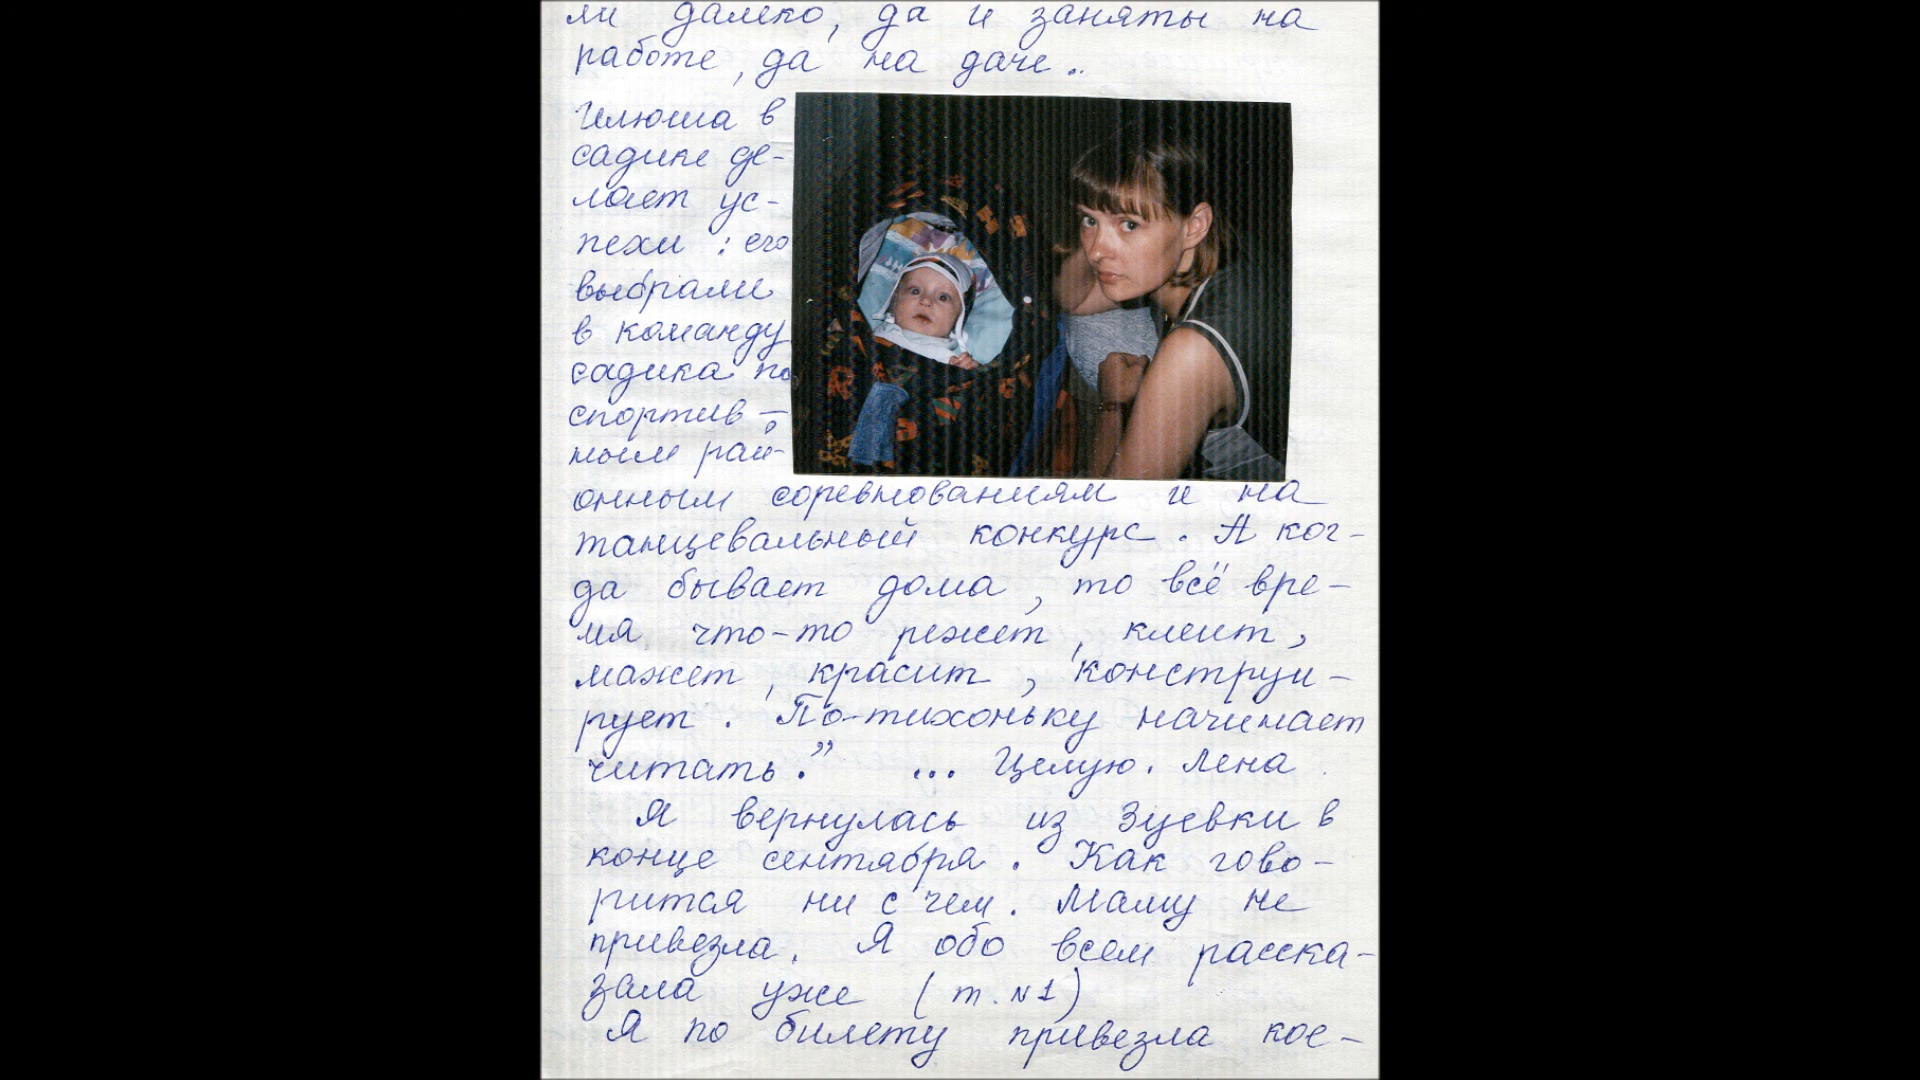 ли далеко, да и заняты на
работе, да на даче..
Илюша в
садике де-
лает ус-
пехи : его
выбрали
в команду
садика по
спортив-
ным рай-
онным соревнованиям и на
танцевальный конкурс. А ког-
да бывает дома, то всё вре-
мя что-то режет, клеит,
мажет, красит, конструи-
рует. По-тихоньку начинает
читать." ... Целую. Лена.
Я вернулась из Зуевки в
конце сентября. Как гово-
рится ни с чем. Маму не
привезла. Я обо всем расска-
зала уже (т. №1)
Я по билету привезла кое-